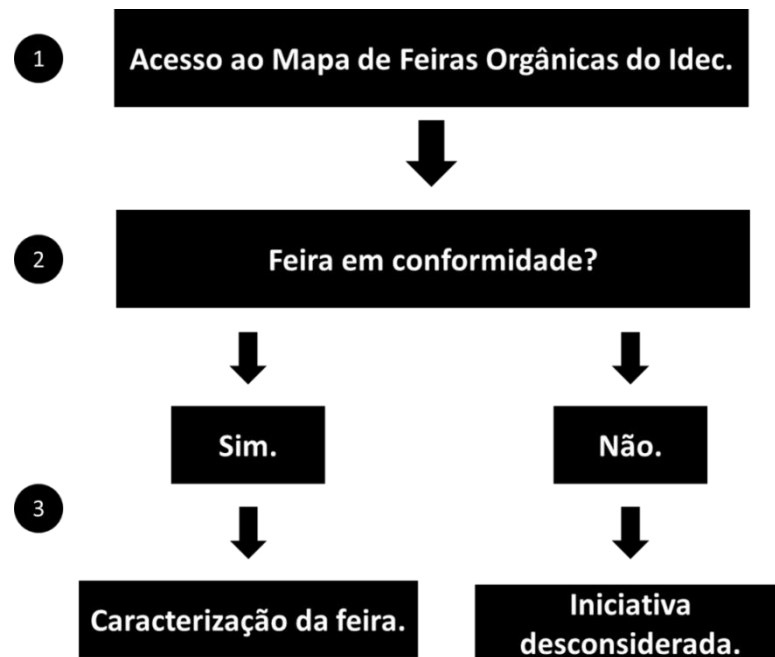 1
Acesso ao Mapa de Feiras Orgânicas do Idec.
2
Feira em conformidade?
Sim.
Não.
3
Caracterização da feira.
Iniciativa
desconsiderada.